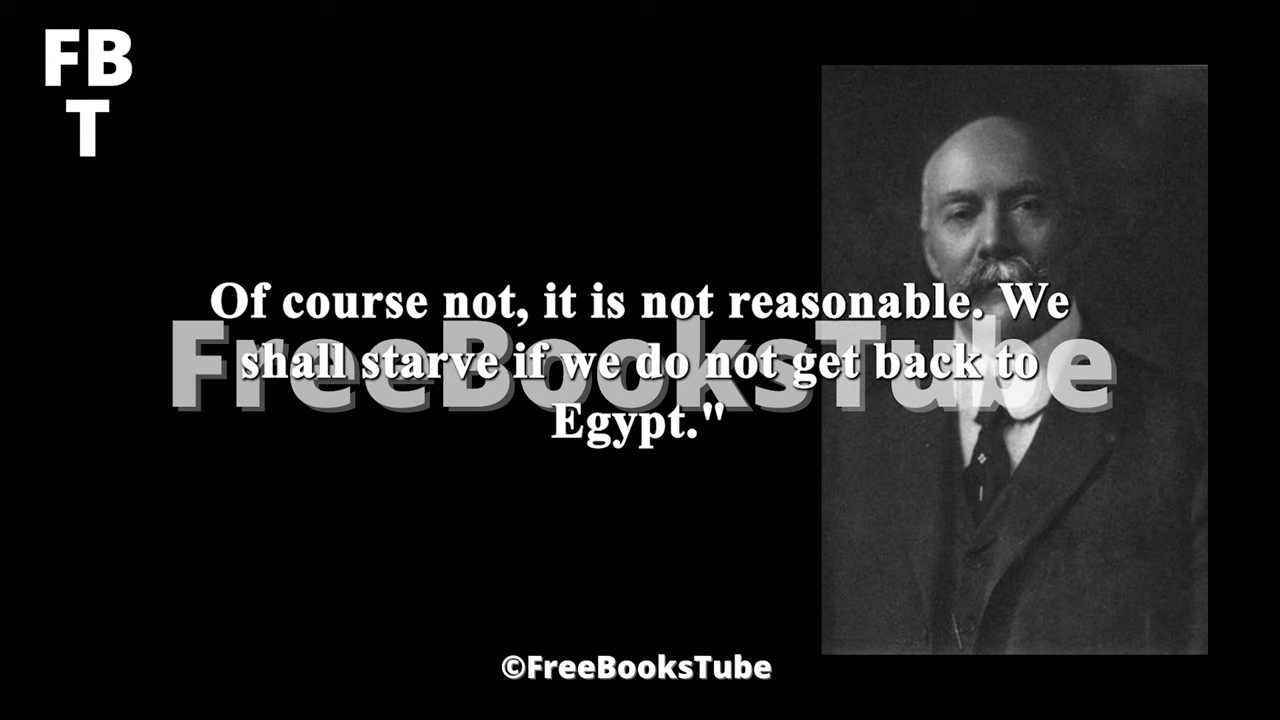 FB
T
Of course not, it is not reasonable. We
shall starve if we do not get back to
Egypt."
FreeBooksTube
©FreeBooksTube